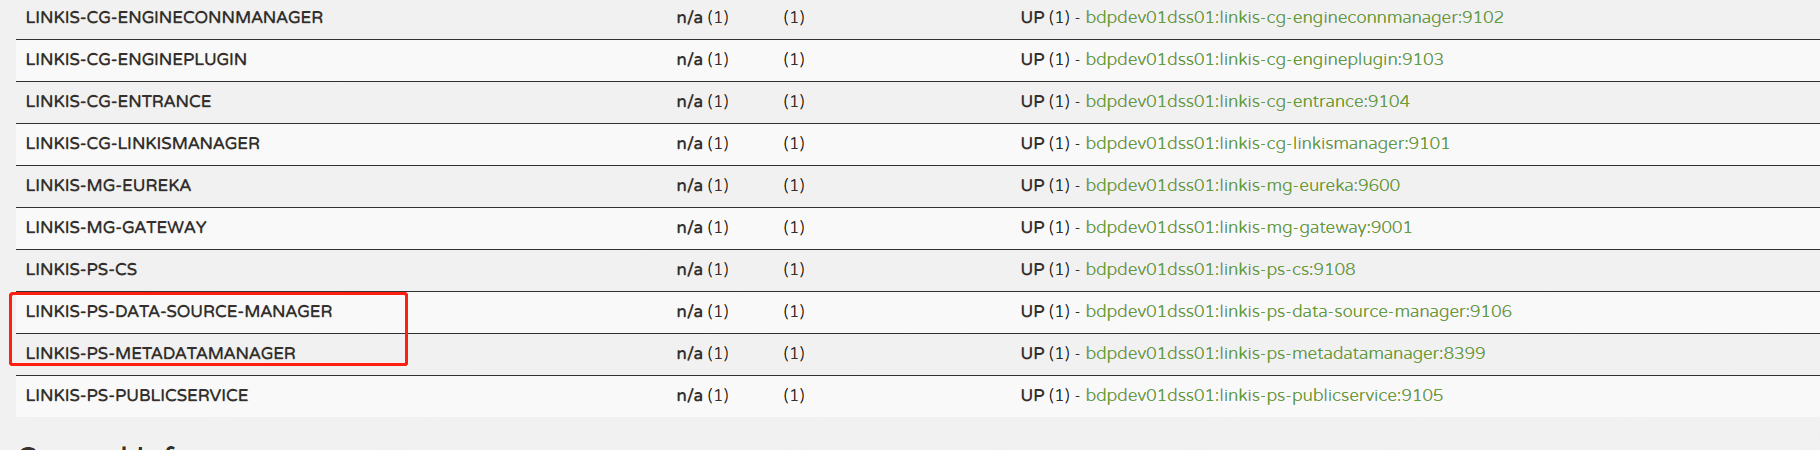 LINKIS-CG-ENGINECONNMANAGER n/a (1) (1) UP (1) - bdpdev01dss01:linkis-cg-engineconnmanager:9102
LINKIS-CG-ENGINEPLUGIN n/a (1) (1) UP (1) - bdpdev01dss01:linkis-cg-engineplugin:9103
LINKIS-CG-ENTRANCE n/a (1) (1) UP (1) - bdpdev01dss01:linkis-cg-entrance:9104
LINKIS-CG-LINKISMANAGER n/a (1) (1) UP (1) - bdpdev01dss01:linkis-cg-linkismanager:9101
LINKIS-MG-EUREKA n/a (1) (1) UP (1) - bdpdev01dss01:linkis-mg-eureka:9600
LINKIS-MG-GATEWAY n/a (1) (1) UP (1) - bdpdev01dss01:linkis-mg-gateway:9001
LINKIS-PS-CS n/a (1) (1) UP (1) - bdpdev01dss01:linkis-ps-cs:9108
LINKIS-PS-DATA-SOURCE-MANAGER n/a (1) (1) UP (1) - bdpdev01dss01:linkis-ps-data-source-manager:9106
LINKIS-PS-METADATAMANAGER n/a (1) (1) UP (1) - bdpdev01dss01:linkis-ps-metadatamanager:8399
LINKIS-PS-PUBLICSERVICE n/a (1) (1) UP (1) - bdpdev01dss01:linkis-ps-publicservice:9105